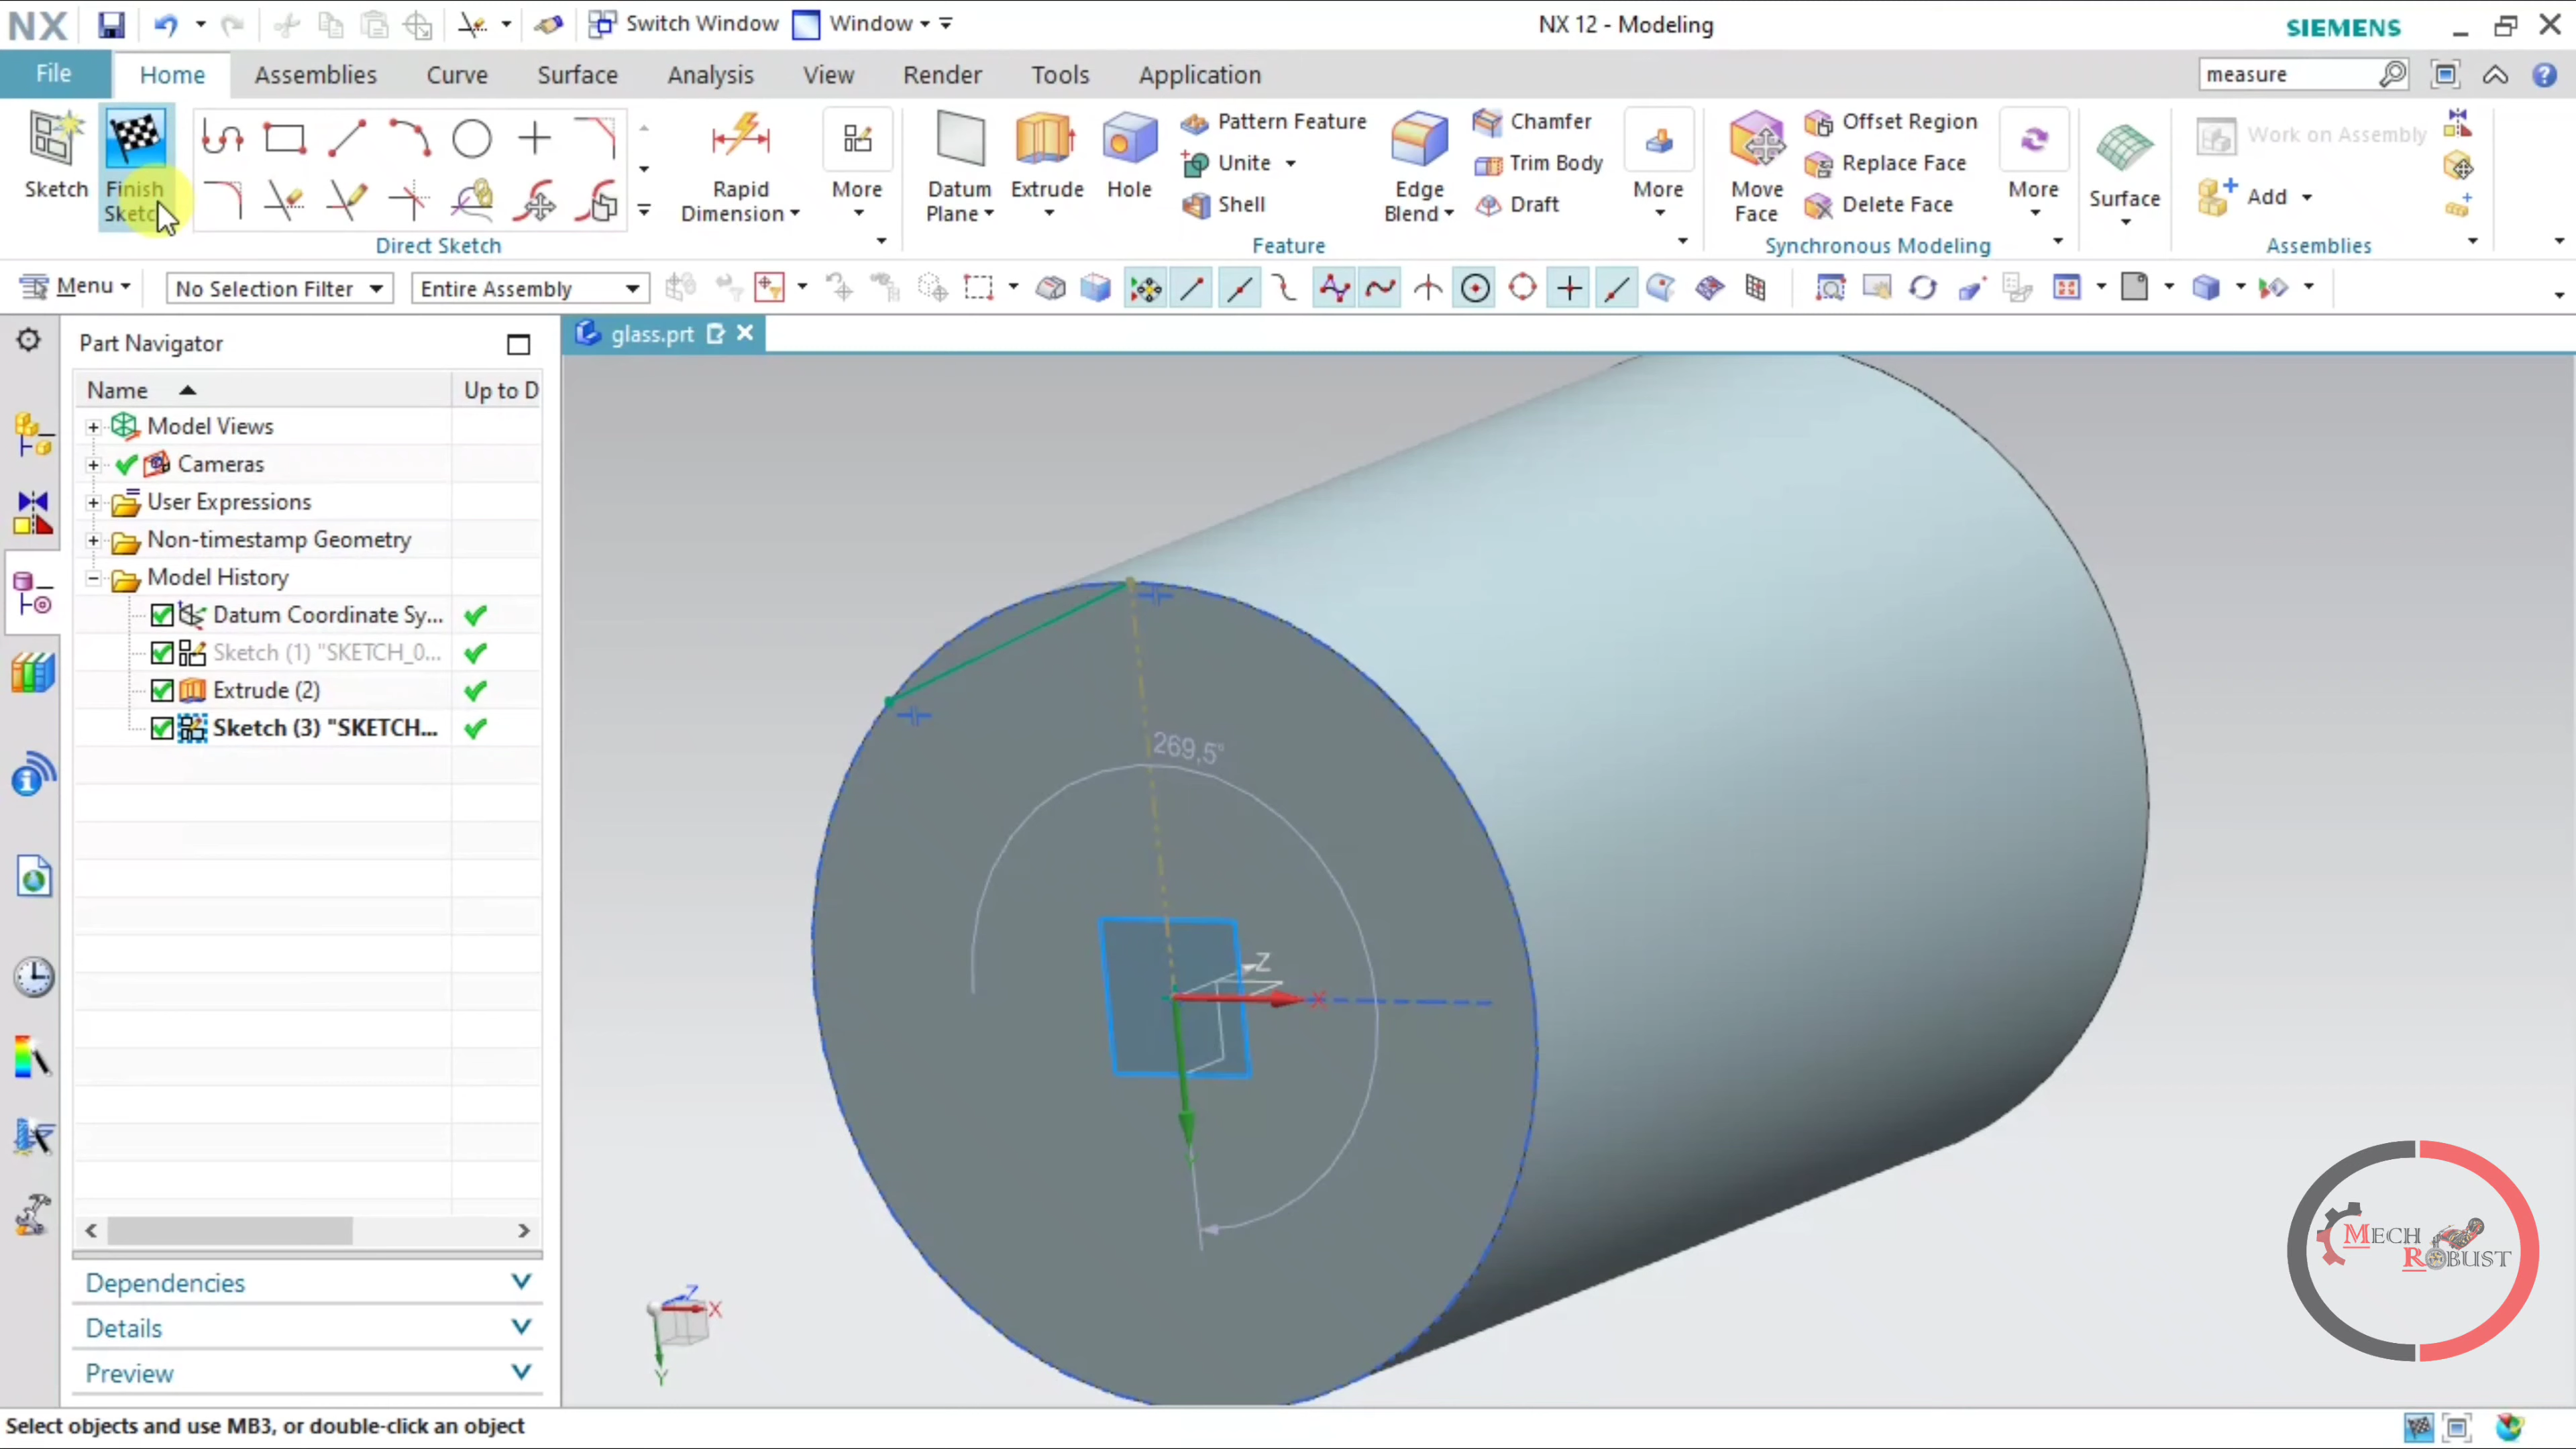 NX Switch Window Window NX 12 - Modeling SIEMENS
File Home Assemblies Curve Surface Analysis View Render Tools Application measure
Sketch Finish Sketch
Rapid Dimension
More
Direct Sketch
Datum Plane
Extrude
Hole
Pattern Feature
Unite
Shell
Edge Blend
Chamfer
Trim Body
Draft
More
Feature
Move Face
Offset Region
Replace Face
Delete Face
More
Synchronous Modeling
Surface
Work on Assembly
Add
Assemblies
Menu No Selection Filter Entire Assembly
Part Navigator
glass.prt
Name Up to D
Model Views
Cameras
User Expressions
Non-timestamp Geometry
Model History
Datum Coordinate Sy...
Sketch (1) "SKETCH_0...
Extrude (2)
Sketch (3) "SKETCH...
269,5°
Z
X
Z
X
Y
MECH
ROBUST
Dependencies
Details
Preview
Select objects and use MB3, or double-click an object